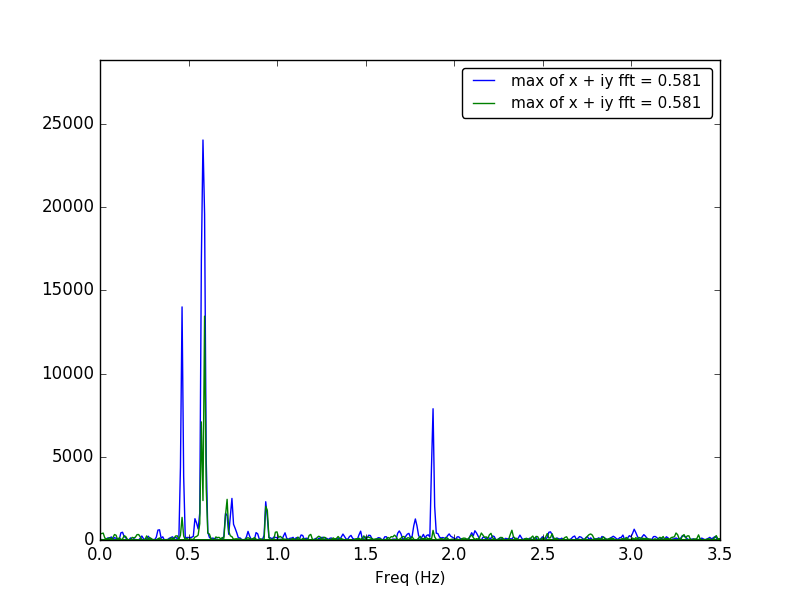 max of x + iy fft = 0.581
max of x + iy fft = 0.581
25000
20000
15000
10000
5000
0
0.0 0.5 1.0 1.5 2.0 2.5 3.0 3.5
Freq (Hz)